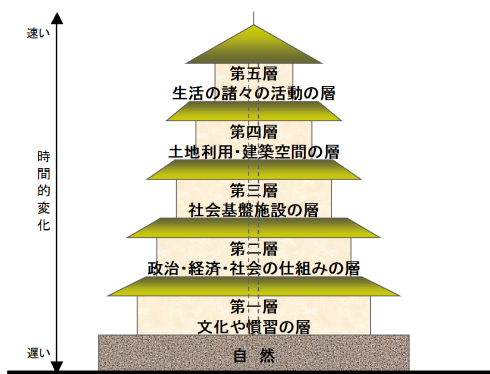 速い
時間的変化
遅い
第五層
生活の諸々の活動の層
第四層
土地利用・建築空間の層
第三層
社会基盤施設の層
第二層
政治・経済・社会の仕組みの層
第一層
文化や慣習の層
自 然